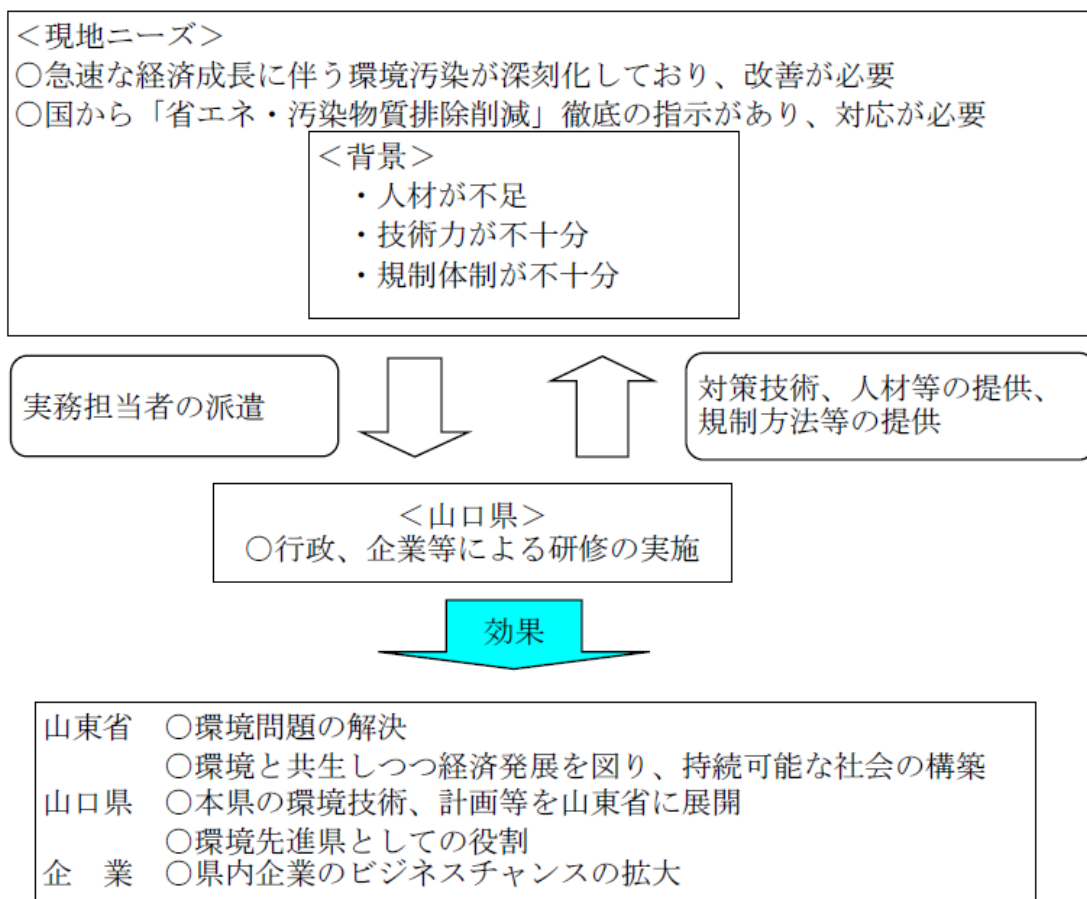 ＜現地ニーズ＞
○急速な経済成長に伴う環境汚染が深刻化しており、改善が必要
○国から「省エネ・汚染物質排除削減」徹底の指示があり、対応が必要
＜背景＞
・人材が不足
・技術力が不十分
・規制体制が不十分
実務担当者の派遣
対策技術、人材等の提供、
規制方法等の提供
＜山口県＞
○行政、企業等による研修の実施
効果
山東省　○環境問題の解決
○環境と共生しつつ経済発展を図り、持続可能な社会の構築
山口県　○本県の環境技術、計画等を山東省に展開
○環境先進県としての役割
企　業　○県内企業のビジネスチャンスの拡大